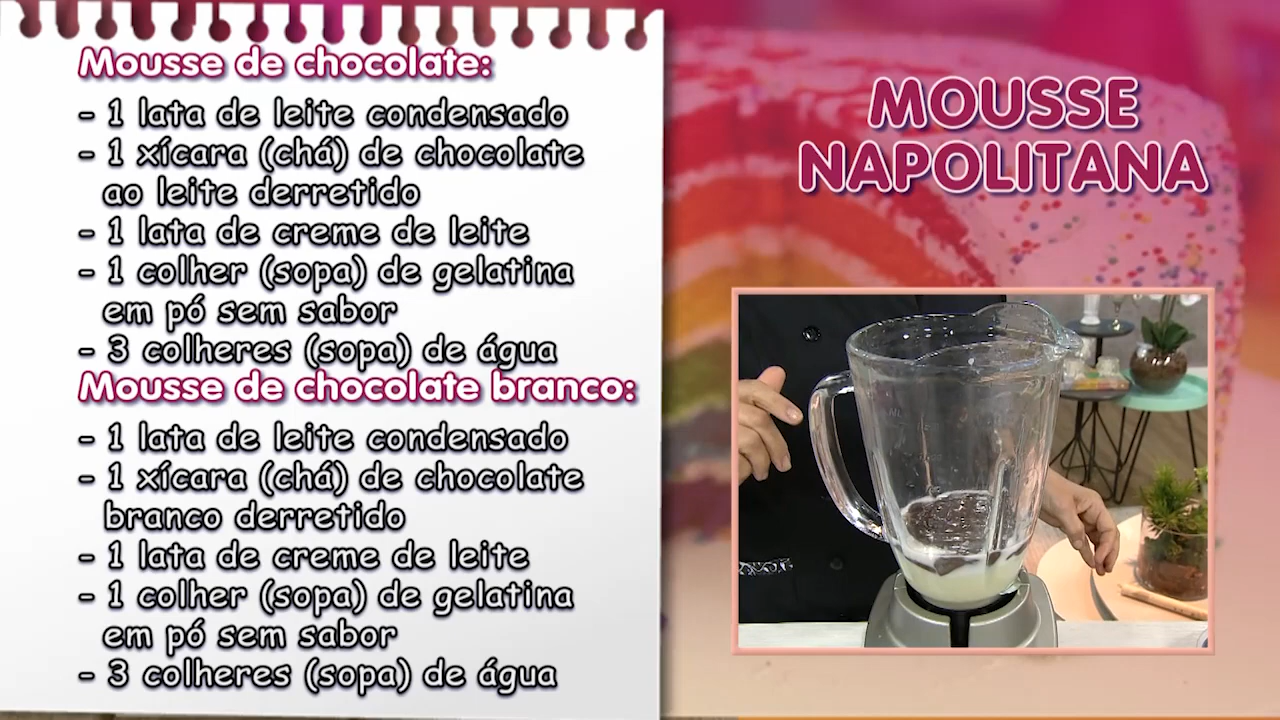 Mousse de chocolate:
- 1 lata de leite condensado
- 1 xícara (chá) de chocolate
ao leite derretido
- 1 lata de creme de leite
- 1 colher (sopa) de gelatina
em pó sem sabor
- 3 colheres (sopa) de água
Mousse de chocolate branco:
- 1 lata de leite condensado
- 1 xícara (chá) de chocolate
branco derretido
- 1 lata de creme de leite
- 1 colher (sopa) de gelatina
em pó sem sabor
- 3 colheres (sopa) de água
MOUSSE
NAPOLITANA